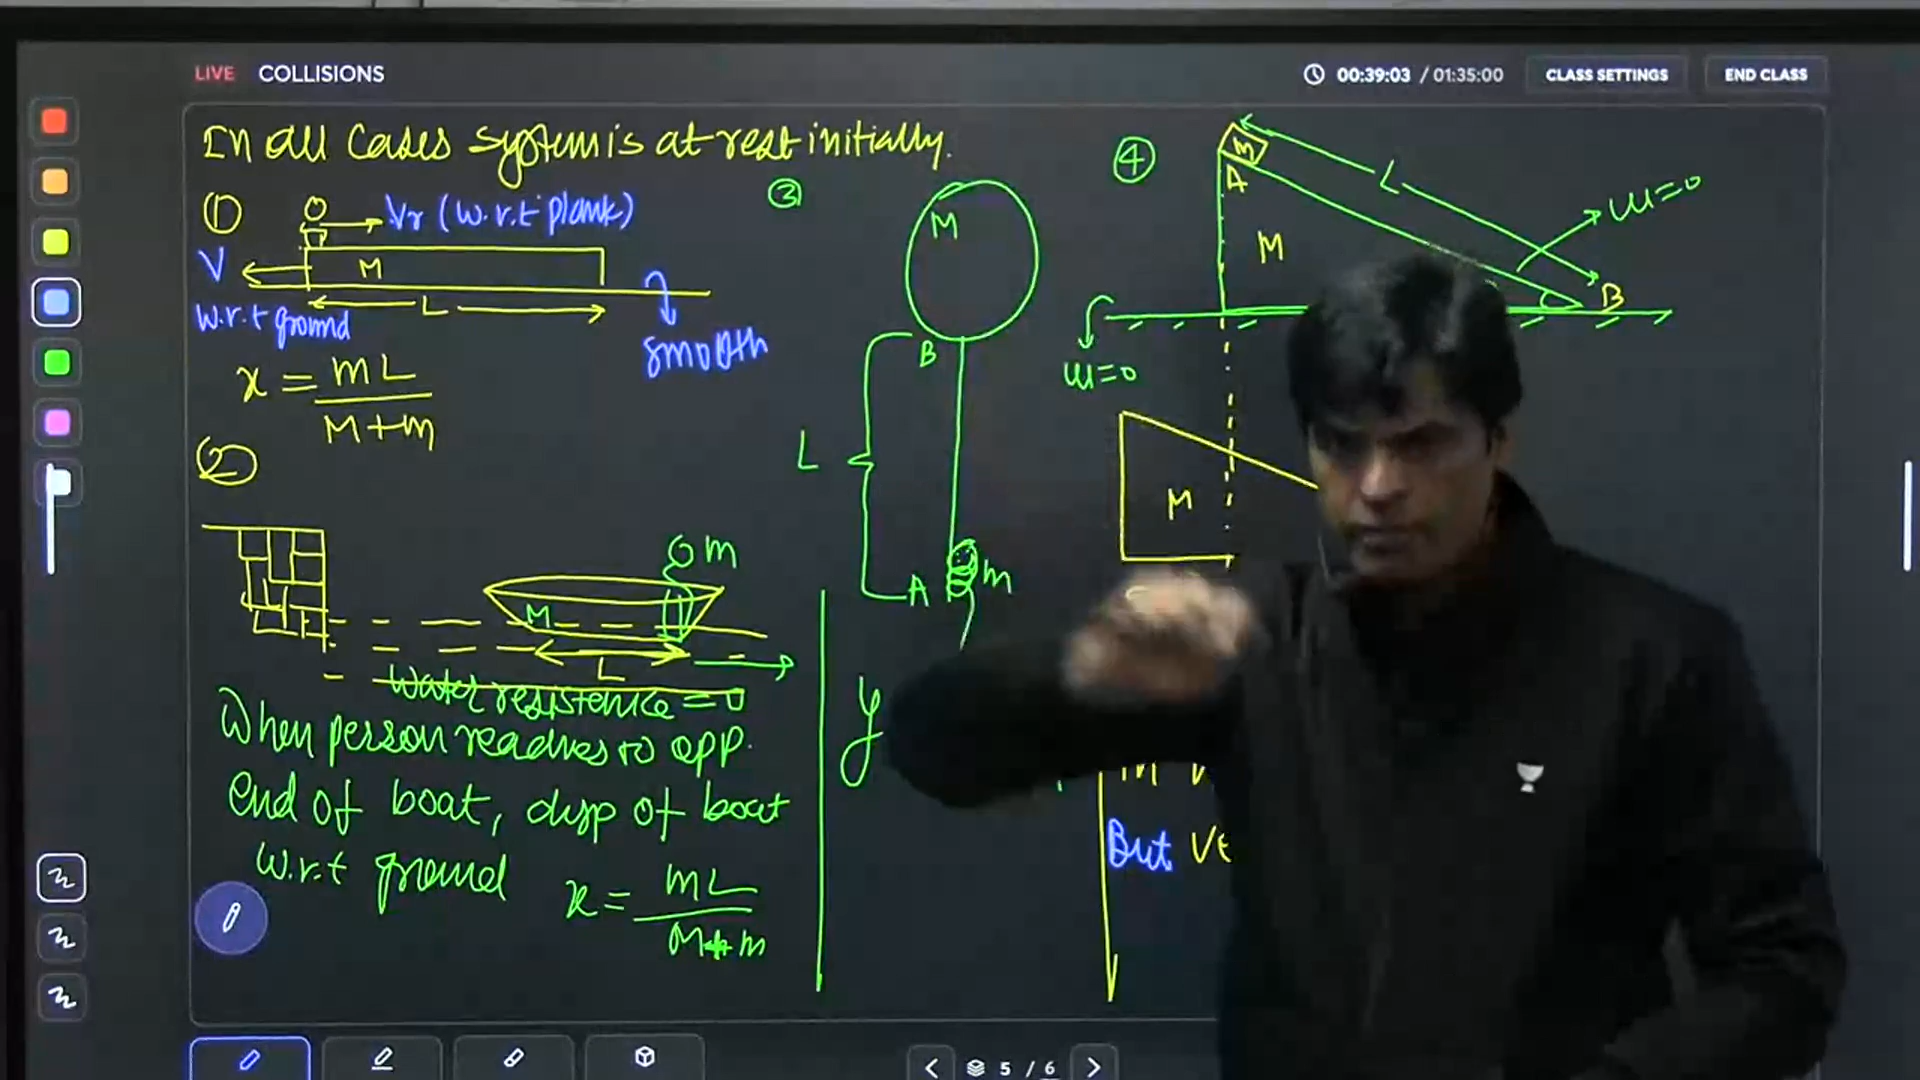 LIVE COLLISIONS
00:39:03 / 01:35:00
CLASS SETTINGS
END CLASS
In all cases system is at rest initially.
①
Vr (w.r.t plank)
V
M
w.r.t ground
L
smooth
x = mL / M+m
②
m
M
L
Water resistence = 0
When person reaches to opp.
end of boat, disp of boat
w.r.t ground x = mL / M+m
③
M
B
L
A
m
y
④
m
A
L
M
μ=0
B
μ=0
M
m
But
5 / 6